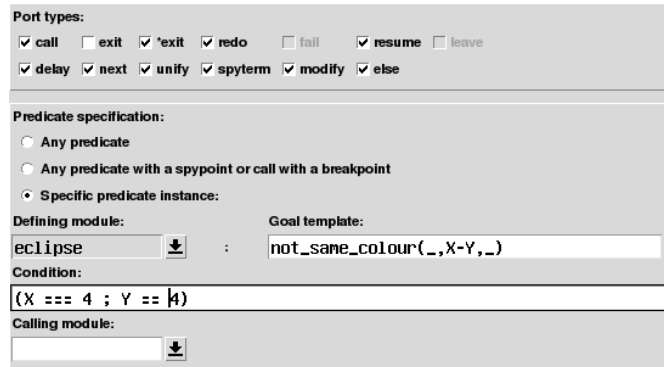 Port types:
call exit *exit redo fail resume leave
delay next unify spyterm modify else
Predicate specification:
Any predicate
Any predicate with a spypoint or call with a breakpoint
Specific predicate instance:
Defining module: Goal template:
eclipse : not_same_colour(_,X-Y,_)
Condition:
(X === 4 ; Y == 4)
Calling module: